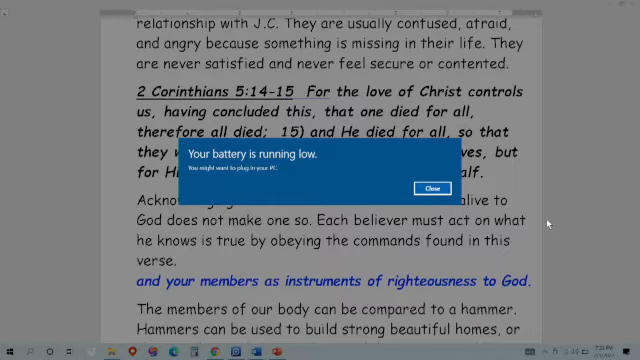 relationship with J.C. They are usually confused, afraid,
and angry because something is missing in their life. They
are never satisfied and never feel secure or contented.
2 Corinthians 5:14-15 For the love of Christ controls
us, having concluded this, that one died for all,
therefore all died; 15) and He died for all, so that
they ves, but
for Hi lf.
Your battery is running low.
You might want to plug in your PC.
Close
Acknowledging alive to
God does not make one so. Each believer must act on what
he knows is true by obeying the commands found in this
verse.
and your members as instruments of righteousness to God.
The members of our body can be compared to a hammer.
Hammers can be used to build strong beautiful homes, or
7:22 PM